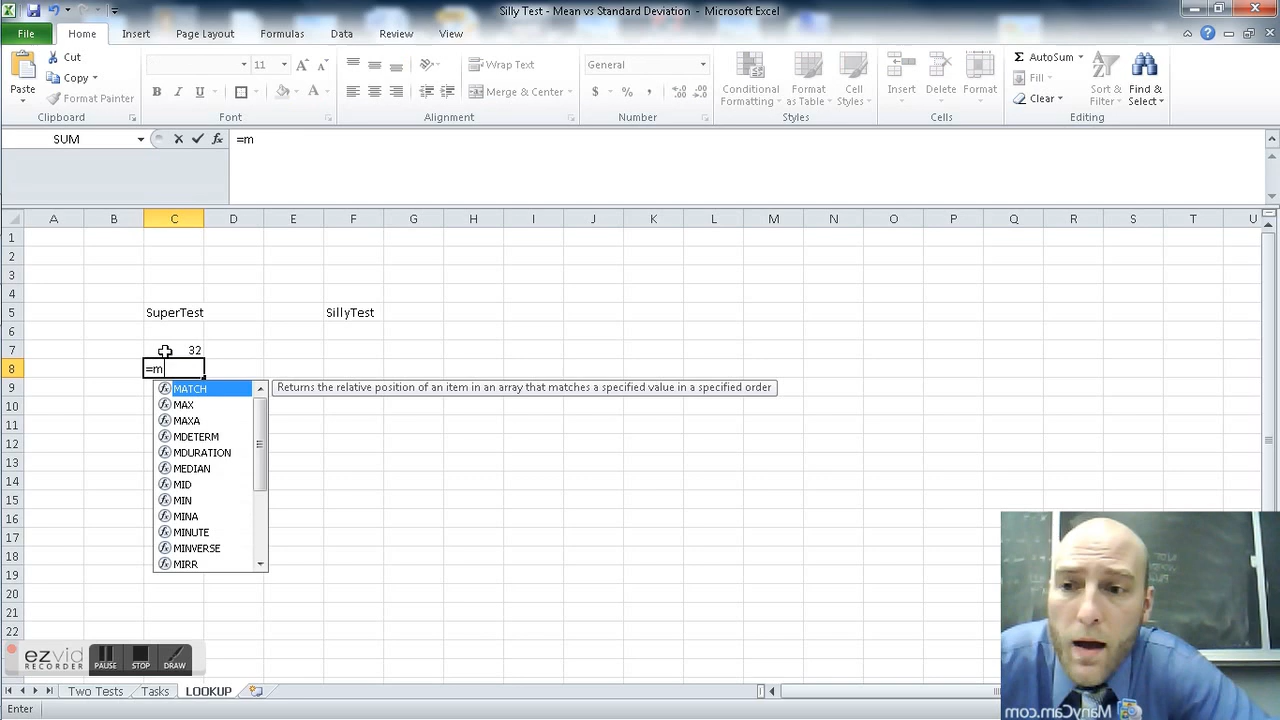 Silly Test - Mean vs Standard Deviation - Microsoft Excel
File Home Insert Page Layout Formulas Data Review View
Paste
Cut
Copy
Format Painter
Clipboard
11
B I U
A A A
Font
Wrap Text
Merge & Center
Alignment
General
$ % ,
Number
Conditional Formatting
Format as Table
Cell Styles
Styles
Insert
Delete
Format
Cells
Σ AutoSum
Fill
Clear
Sort & Filter
Find & Select
Editing
SUM fx =m
A B C D E F G H I J K L M N O P Q R S T U
1
2
3
4
5 SuperTest SillyTest
6
7 32
8 =m
9 MATCH Returns the relative position of an item in an array that matches a specified value in a specified order
10 MAX
11 MAXA
12 MDETERM
13 MDURATION
MEDIAN
14 MID
15 MIN
16 MINA
17 MINUTE
18 MINVERSE
19 MIRR
20
21
22
ezvid
RECORDER
PAUSE STOP DRAW
Two Tests Tasks LOOKUP
Enter
ManyCam.com